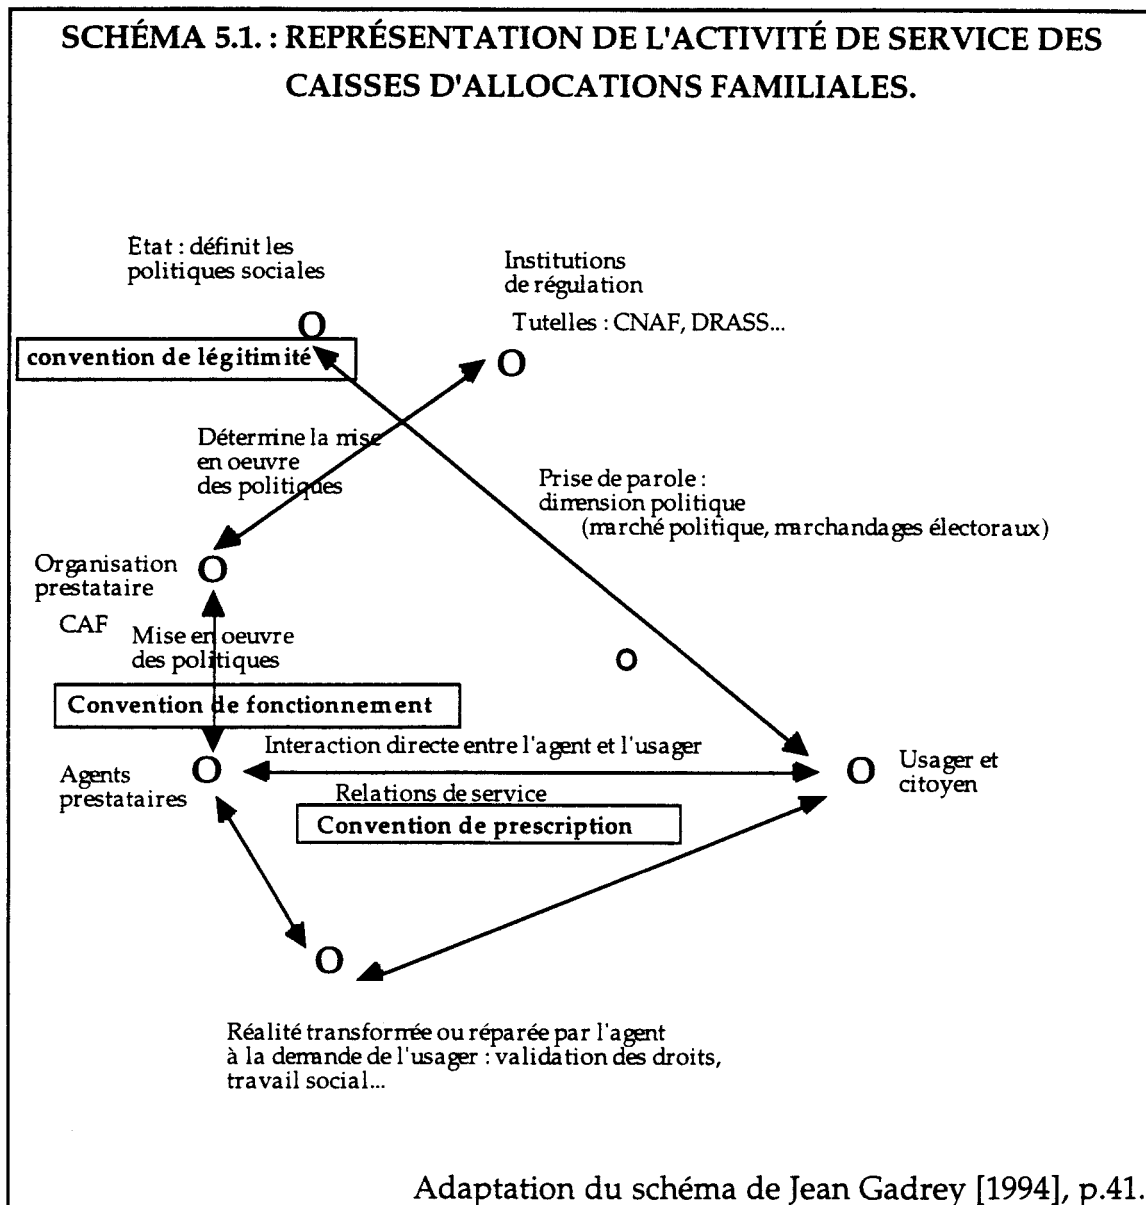 SCHÉMA 5.1. : REPRÉSENTATION DE L'ACTIVITÉ DE SERVICE DES
CAISSES D'ALLOCATIONS FAMILIALES.
État : définit les
politiques sociales
Institutions
de régulation
Tutelles : CNAF, DRASS...
O
convention de légitimité
O
Détermine la mise
en oeuvre
des politiques
Prise de parole :
dimension politique
(marché politique, marchandages électoraux)
Organisation
prestataire
O
CAF
Mise en oeuvre
des politiques
O
Convention de fonctionnement
Interaction directe entre l'agent et l'usager
Agents
prestataires
O
O
Usager et
citoyen
Relations de service
Convention de prescription
O
Réalité transformée ou réparée par l'agent
à la demande de l'usager : validation des droits,
travail social...
Adaptation du schéma de Jean Gadrey [1994], p.41.